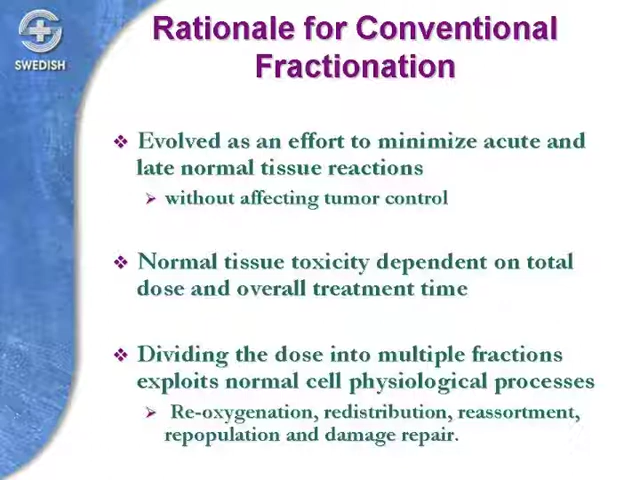 Rationale for Conventional
Fractionation
SWEDISH
Evolved as an effort to minimize acute and
late normal tissue reactions
without affecting tumor control
Normal tissue toxicity dependent on total
dose and overall treatment time
Dividing the dose into multiple fractions
exploits normal cell physiological processes
Re-oxygenation, redistribution, reassortment,
repopulation and damage repair.